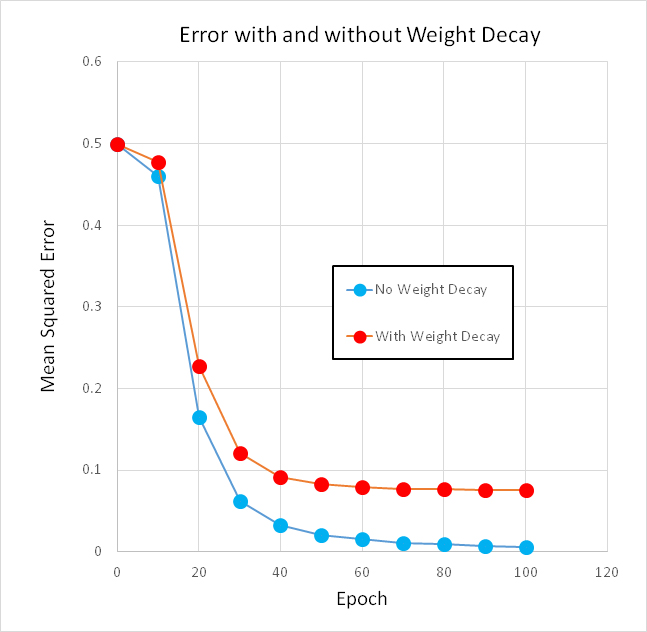 Error with and without Weight Decay
0.6
0.5
0.4
0.3
0.2
0.1
0
Mean Squared Error
No Weight Decay
With Weight Decay
0 20 40 60 80 100 120
Epoch